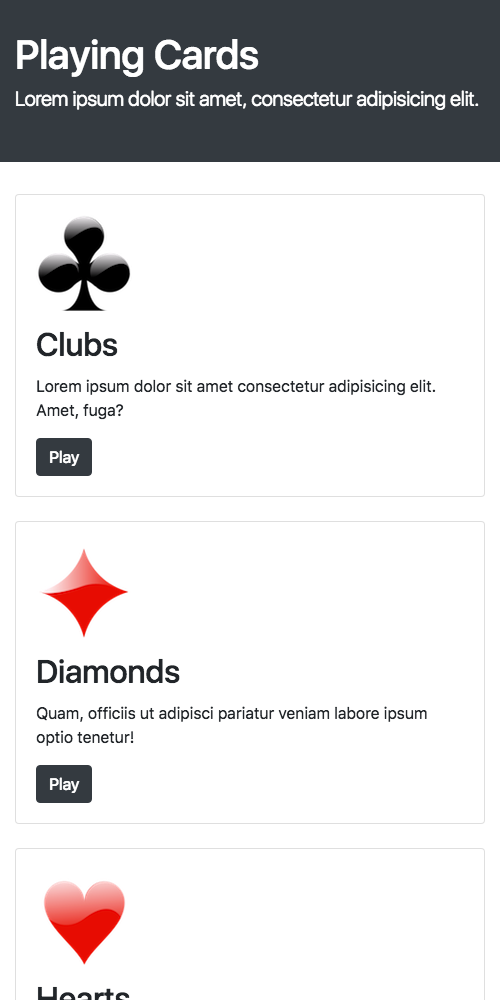 Playing Cards
Lorem ipsum dolor sit amet, consectetur adipisicing elit.
Clubs
Lorem ipsum dolor sit amet consectetur adipisicing elit.
Amet, fuga?
Play
Diamonds
Quam, officiis ut adipisci pariatur veniam labore ipsum
optio tenetur!
Play
Hearts